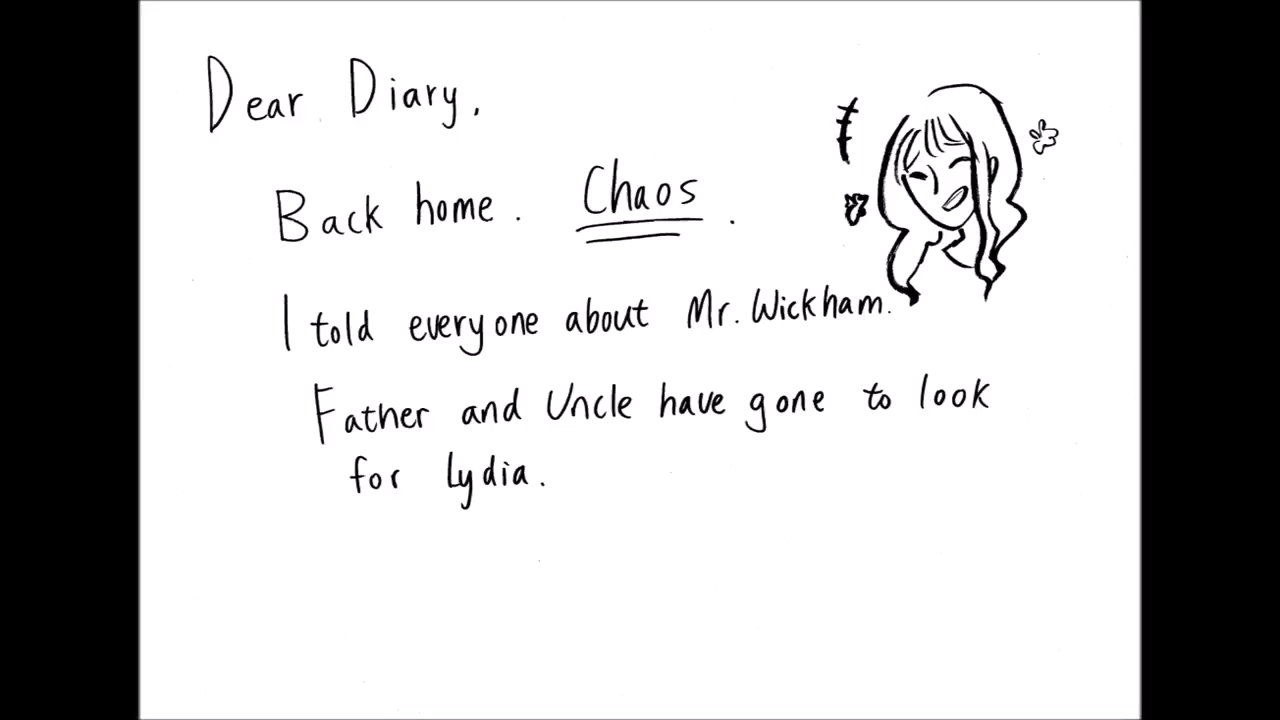 Dear Diary,
Back home. Chaos.
I told everyone about Mr. Wickham.
Father and Uncle have gone to look
for Lydia.